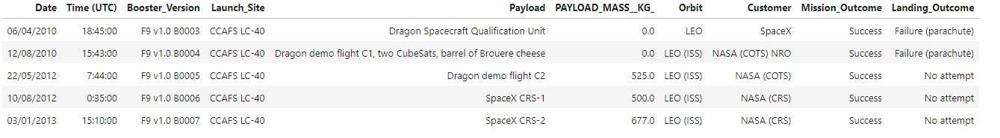 Date Time (UTC) Booster_Version Launch_Site Payload PAYLOAD_MASS__KG_ Orbit Customer Mission_Outcome Landing_Outcome
06/04/2010 18:45:00 F9 v1.0 B0003 CCAFS LC-40 Dragon Spacecraft Qualification Unit 0.0 LEO SpaceX Success Failure (parachute)
12/08/2010 15:43:00 F9 v1.0 B0004 CCAFS LC-40 Dragon demo flight C1, two CubeSats, barrel of Brouere cheese 0.0 LEO (ISS) NASA (COTS) NRO Success Failure (parachute)
22/05/2012 7:44:00 F9 v1.0 B0005 CCAFS LC-40 Dragon demo flight C2 525.0 LEO (ISS) NASA (COTS) Success No attempt
10/08/2012 0:35:00 F9 v1.0 B0006 CCAFS LC-40 SpaceX CRS-1 500.0 LEO (ISS) NASA (CRS) Success No attempt
03/01/2013 15:10:00 F9 v1.0 B0007 CCAFS LC-40 SpaceX CRS-2 677.0 LEO (ISS) NASA (CRS) Success No attempt